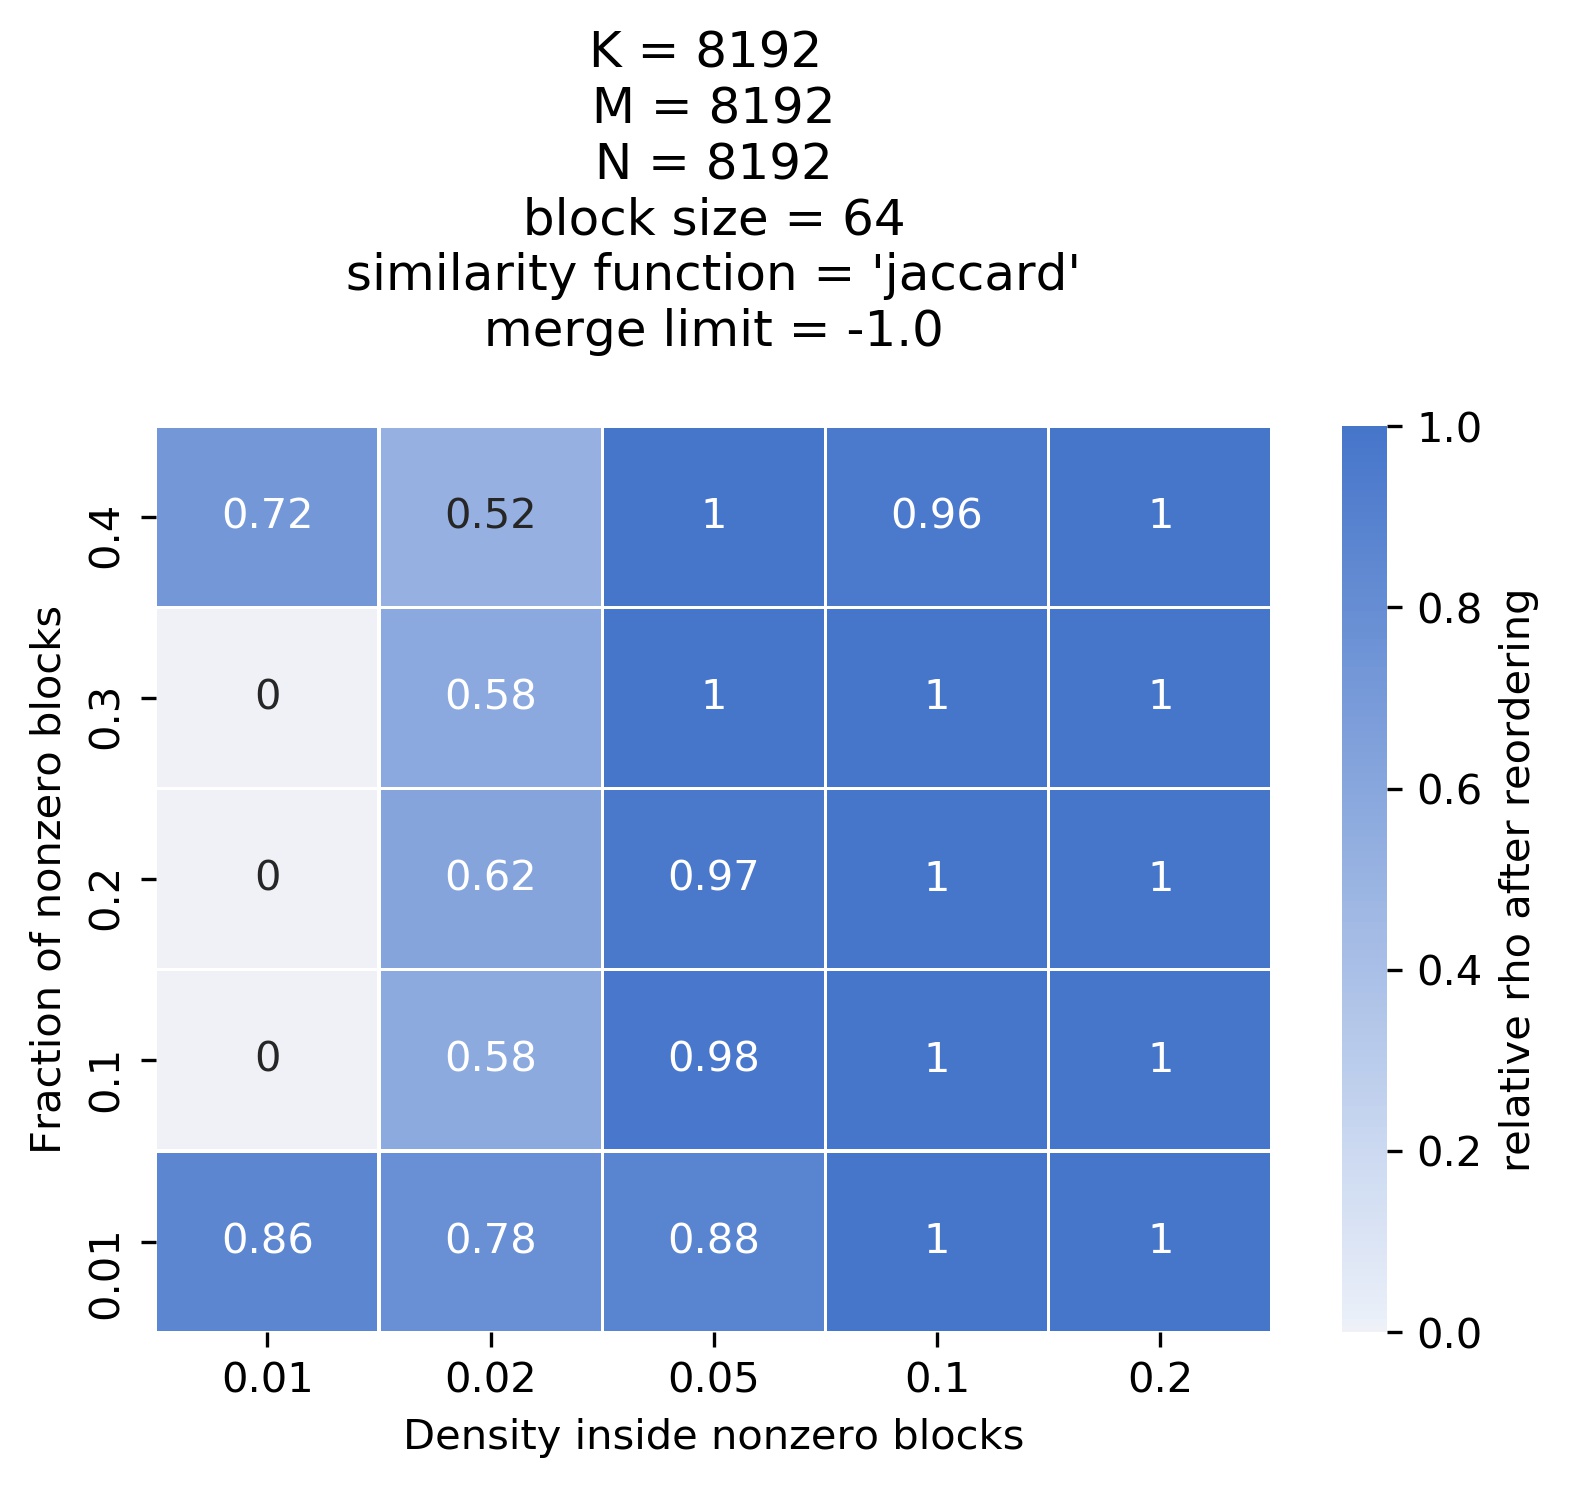 K = 8192
M = 8192
N = 8192
block size = 64
similarity function = 'jaccard'
merge limit = -1.0
Fraction of nonzero blocks
0.4
0.72 0.52 1 0.96 1
0.3
0 0.58 1 1 1
0.2
0 0.62 0.97 1 1
0.1
0 0.58 0.98 1 1
0.01
0.86 0.78 0.88 1 1
0.01 0.02 0.05 0.1 0.2
Density inside nonzero blocks
1.0
0.8
0.6
0.4
0.2
0.0
relative rho after reordering